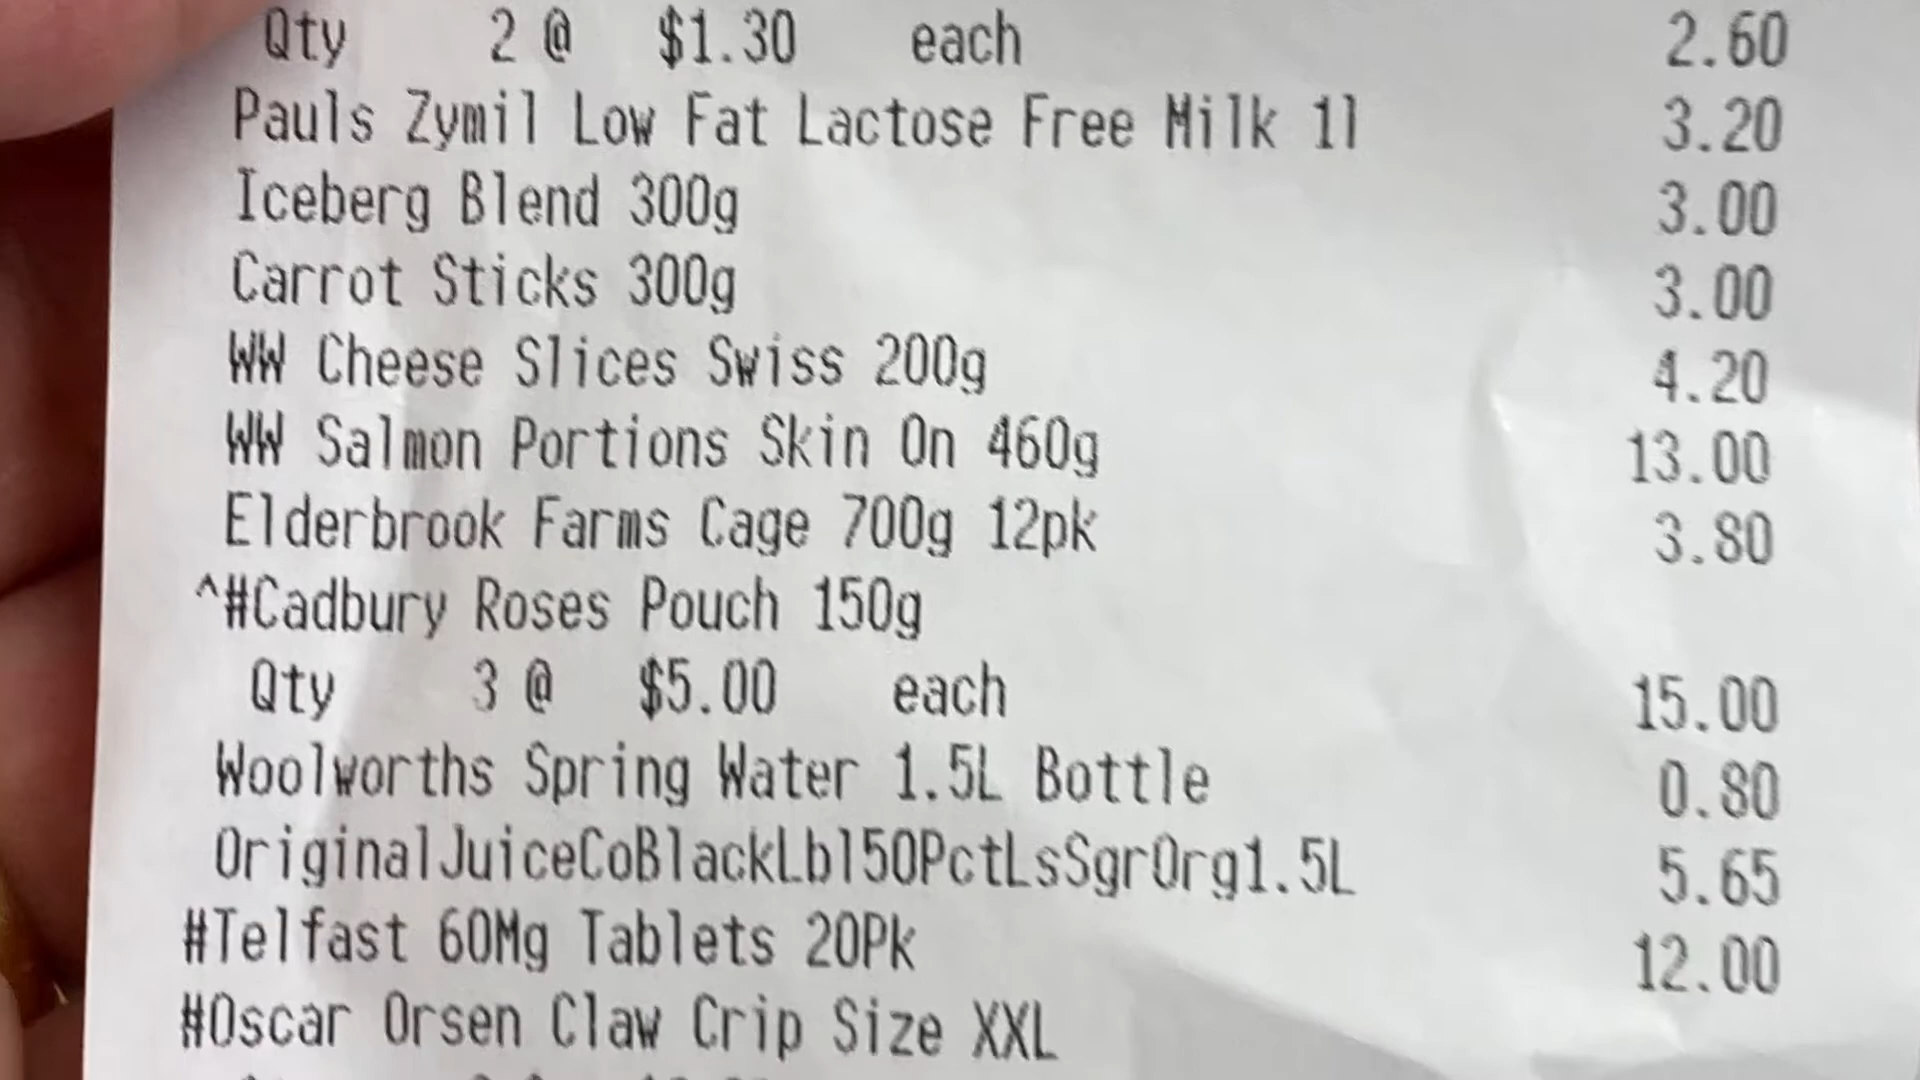 Qty 2 @ $1.30 each 2.60
Pauls Zymil Low Fat Lactose Free Milk 1l 3.20
Iceberg Blend 300g 3.00
Carrot Sticks 300g 3.00
WW Cheese Slices Swiss 200g 4.20
WW Salmon Portions Skin On 460g 13.00
Elderbrook Farms Cage 700g 12pk 3.80
^#Cadbury Roses Pouch 150g
Qty 3 @ $5.00 each 15.00
Woolworths Spring Water 1.5L Bottle 0.80
OriginalJuiceCoBlackLbl50PctLsSgrOrg1.5L 5.65
#Telfast 60Mg Tablets 20Pk 12.00
#Oscar Orsen Claw Crip Size XXL